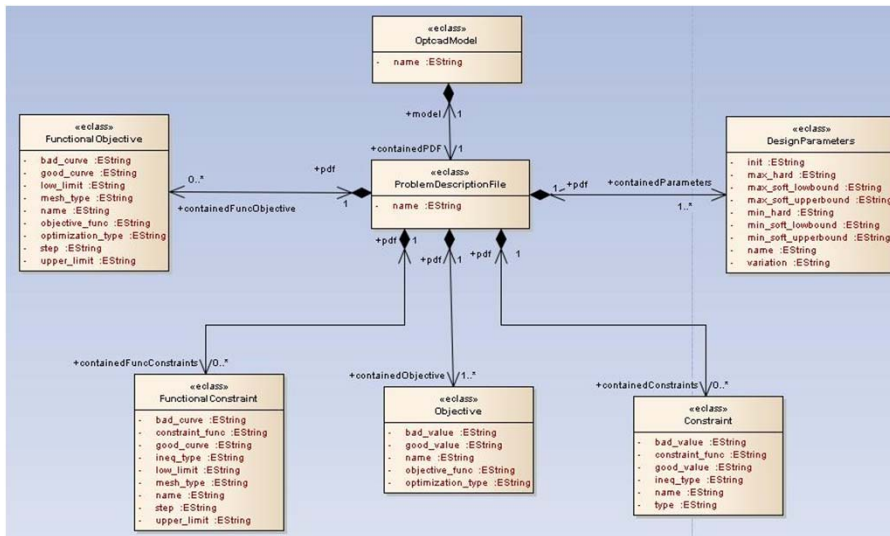 «eclass»
OptcadModel
- name :EString
+model 1
+containedPDF 1
«eclass»
ProblemDescriptionFile
- name :EString
«eclass»
FunctionalObjective
- bad_curve :EString
- good_curve :EString
- low_limit :EString
- mesh_type :EString
- name :EString
- objective_func :EString
- optimization_type :EString
- step :EString
- upper_limit :EString
+pdf
0..*
1
+containedFuncObjective
«eclass»
DesignParameters
- init :EString
- max_hard :EString
- max_soft_lowbound :EString
- max_soft_upperbound :EString
- min_hard :EString
- min_soft_lowbound :EString
- min_soft_upperbound :EString
- name :EString
- variation :EString
1
+pdf
+containedParameters
1..*
+pdf 1
+pdf 1
+pdf 1
+containedFuncConstraints 0..*
+containedObjective 1..*
+containedConstraints 0..*
«eclass»
FunctionalConstraint
- bad_curve :EString
- constraint_func :EString
- good_curve :EString
- ineq_type :EString
- low_limit :EString
- mesh_type :EString
- name :EString
- step :EString
- upper_limit :EString
«eclass»
Objective
- bad_value :EString
- good_value :EString
- name :EString
- objective_func :EString
- optimization_type :EString
«eclass»
Constraint
- bad_value :EString
- constraint_func :EString
- good_value :EString
- ineq_type :EString
- name :EString
- type :EString